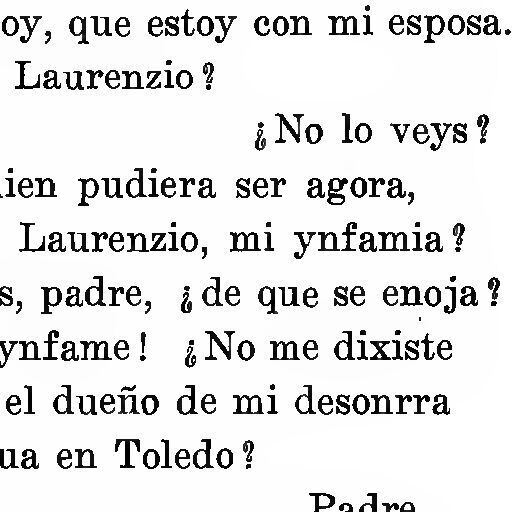 oy, que estoy con mi esposa.
Laurenzio?
¿No lo veys?
ien pudiera ser agora,
Laurenzio, mi ynfamia?
s, padre, ¿de que se enoja?
ynfame! ¿No me dixiste
el dueño de mi desonrra
ua en Toledo?
Padre